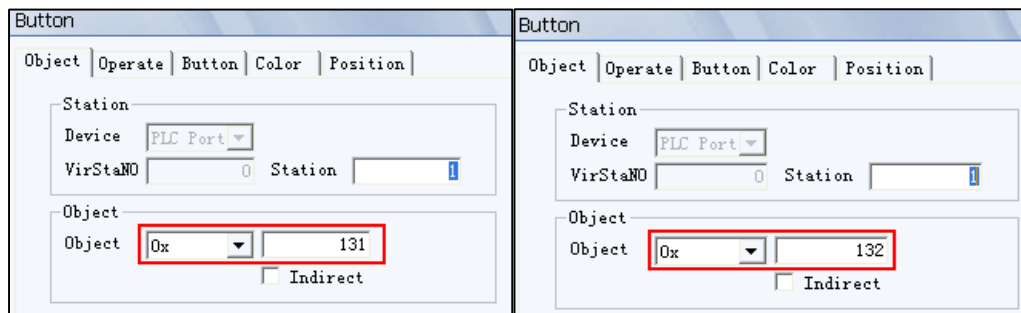 Button
Object Operate Button Color Position
Station
Device PLC Port
VirStaNO 0 Station 1
Object
Object 0x 131
Indirect
Button
Object Operate Button Color Position
Station
Device PLC Port
VirStaNO 0 Station 1
Object
Object 0x 132
Indirect